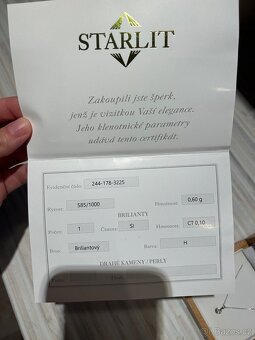 STARLIT
Zakoupili jste šperk,
jenž je vizitkou Vaší elegance.
Jeho klenotnické parametry
udává tento certifikát.
Evidenční číslo: 244-178-3225
Ryzost: 585/1000 Hmotnost: 0,60 g
BRILIANTY
Počet: 1 Čistota: SI Hmotnost: CT 0,10
Brus: Briliantový Barva: H
DRAHÉ KAMENY / PERLY